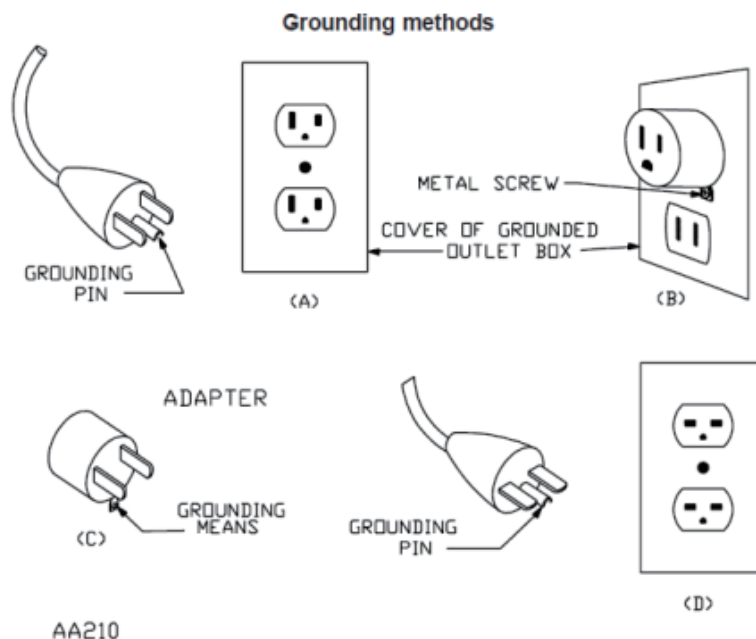 Grounding methods
METAL SCREW
COVER OF GROUNDED
OUTLET BOX
GROUNDING
PIN
(A)
(B)
ADAPTER
GROUNDING
MEANS
(C)
GROUNDING
PIN
(D)
AA210